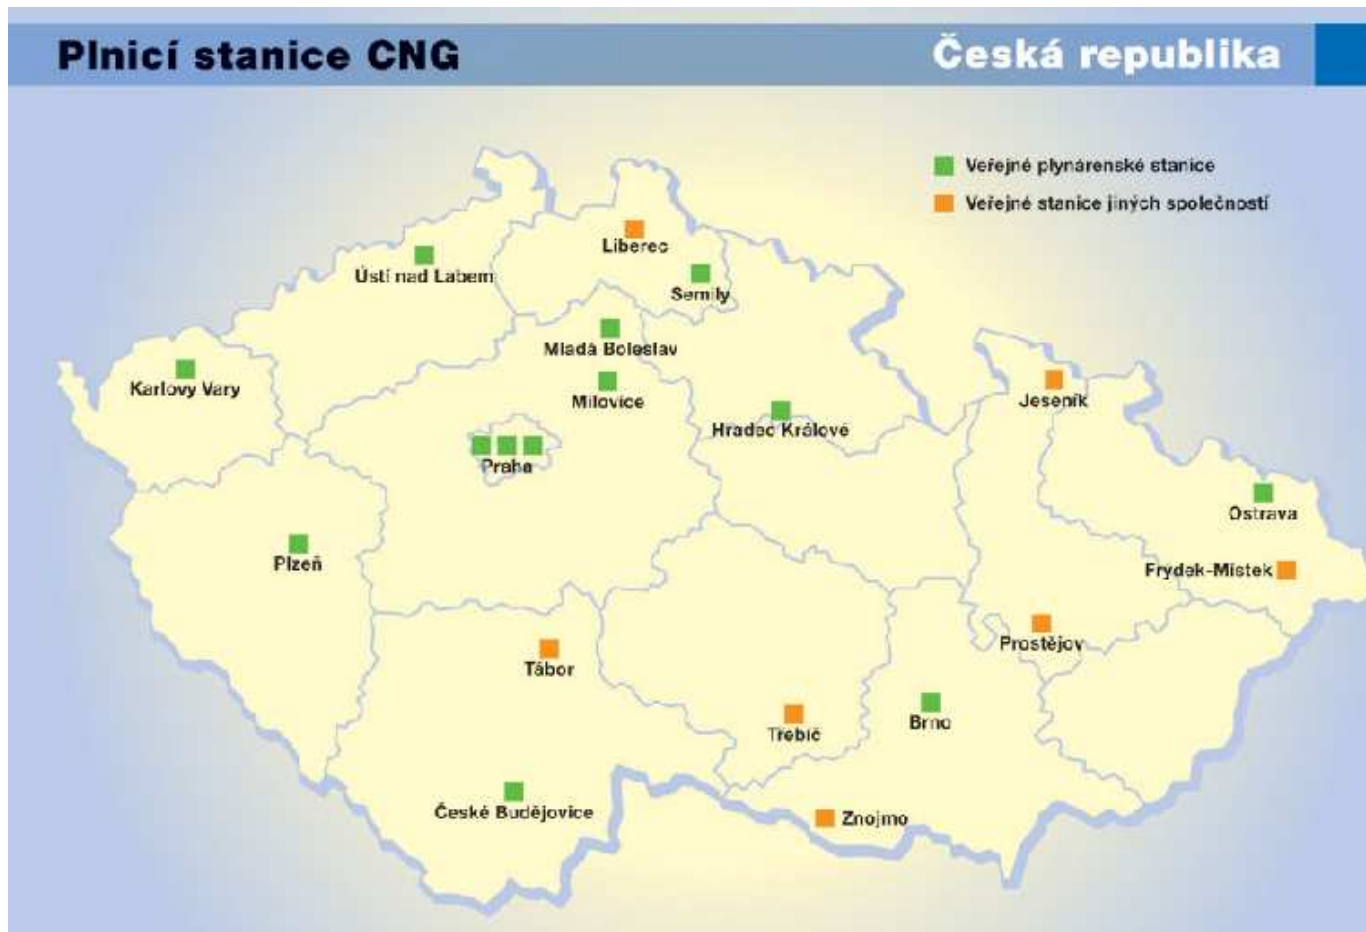 Plnicí stanice CNG
Česká republika
Veřejné plynárenské stanice
Veřejné stanice jiných společností
Liberec
Ústí nad Labem
Semily
Mladá Boleslav
Karlovy Vary
Milovice
Jeseník
Hradec Králové
Praha
Ostrava
Plzeň
Frýdek-Místek
Prostějov
Tábor
Brno
Třebíč
České Budějovice
Znojmo